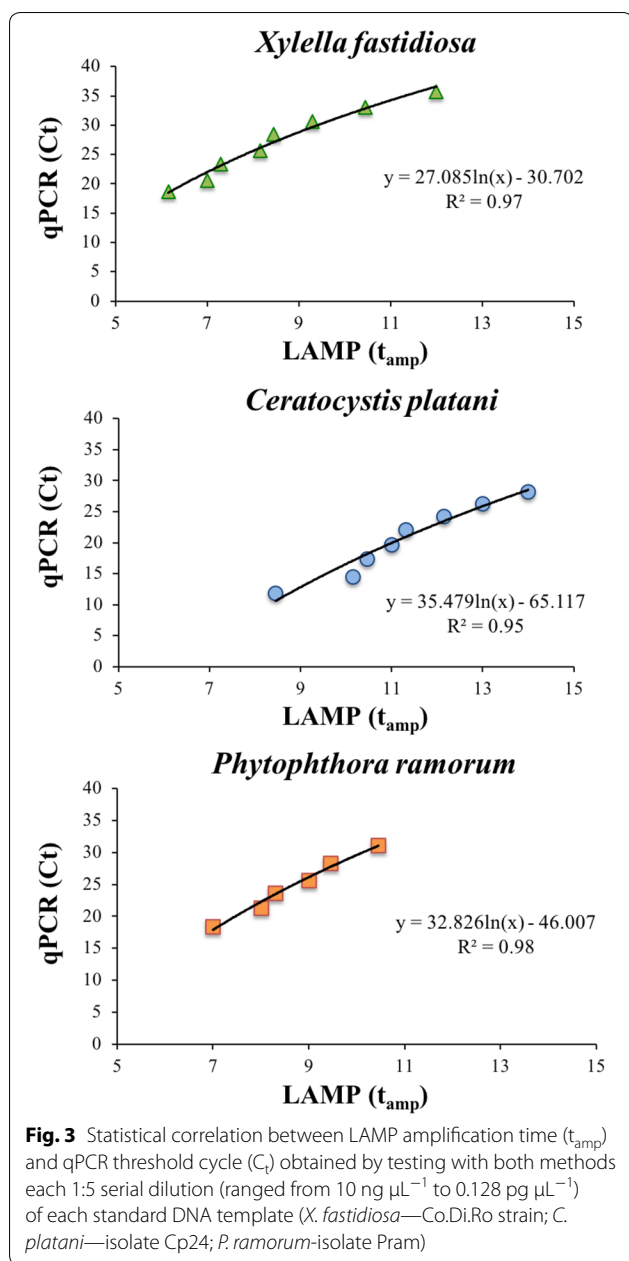 Xylella fastidiosa
40
35
30
25
20
15
10
5
0
qPCR (Ct)
y = 27.085ln(x) - 30.702
R² = 0.97
5 7 9 11 13 15
LAMP (tamp)
Ceratocystis platani
40
35
30
25
20
15
10
5
0
qPCR (Ct)
y = 35.479ln(x) - 65.117
R² = 0.95
5 7 9 11 13 15
LAMP (tamp)
Phytophthora ramorum
40
35
30
25
20
15
10
5
0
qPCR (Ct)
y = 32.826ln(x) - 46.007
R² = 0.98
5 7 9 11 13 15
LAMP (tamp)
Fig. 3 Statistical correlation between LAMP amplification time (tamp)
and qPCR threshold cycle (Ct) obtained by testing with both methods
each 1:5 serial dilution (ranged from 10 ng µL−1 to 0.128 pg µL−1)
of each standard DNA template (X. fastidiosa—Co.Di.Ro strain; C.
platani—isolate Cp24; P. ramorum-isolate Pram)